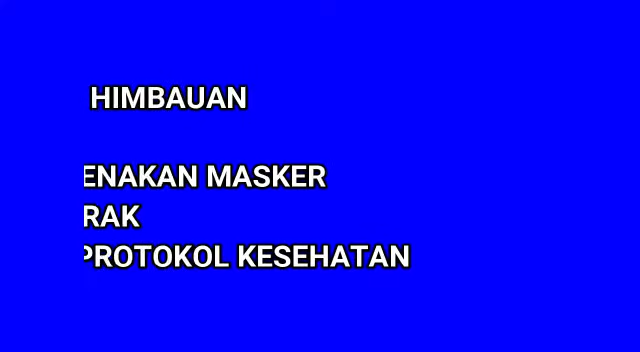 HIMBAUAN
ENAKAN MASKER
RAK
PROTOKOL KESEHATAN